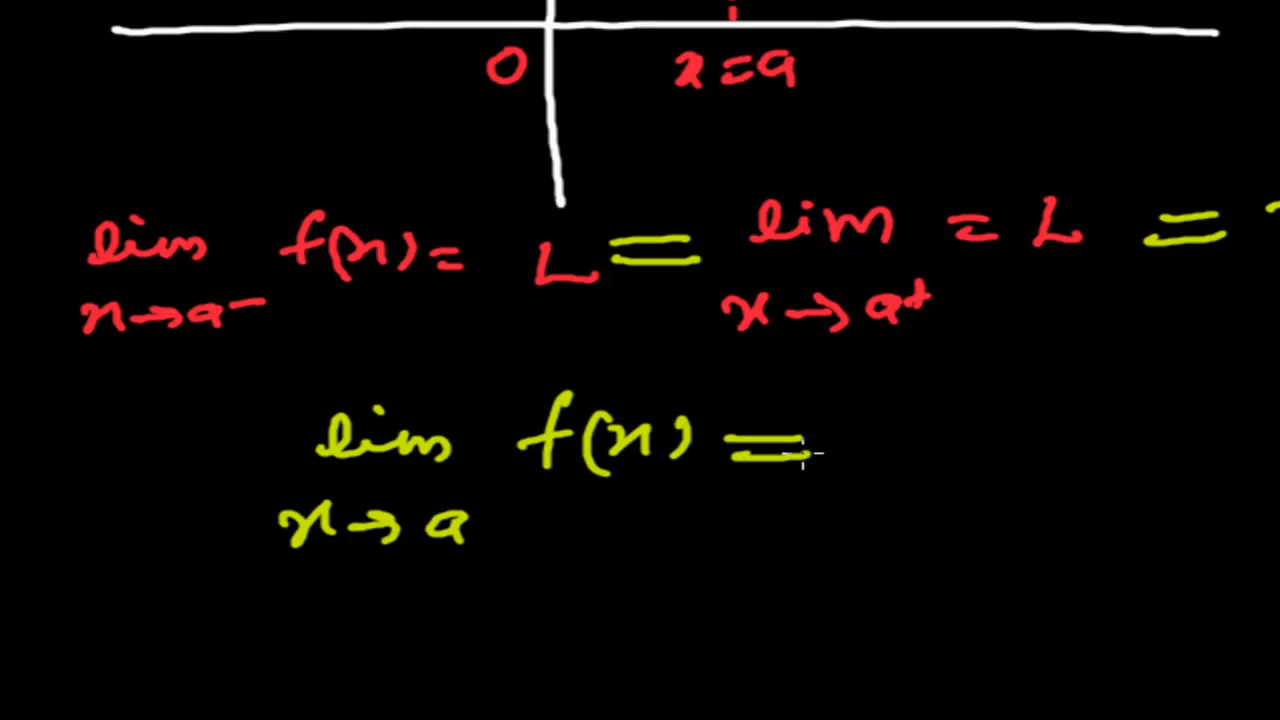 0 x=a
lim f(x) = L = lim = L =
x→a⁻ x→a⁺
lim f(x) =
x→a